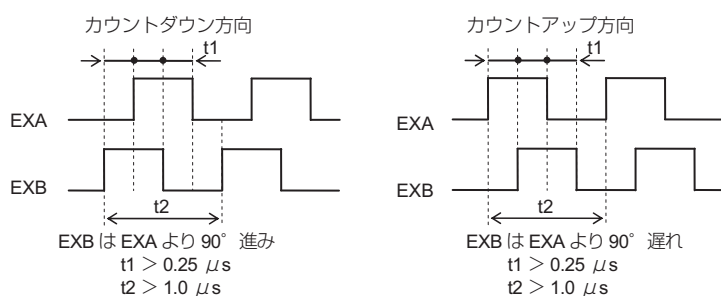 カウントダウン方向
t1
EXA
EXB
t2
EXB は EXA より 90° 進み
t1 > 0.25 μs
t2 > 1.0 μs
カウントアップ方向
t1
EXA
EXB
t2
EXB は EXA より 90° 遅れ
t1 > 0.25 μs
t2 > 1.0 μs